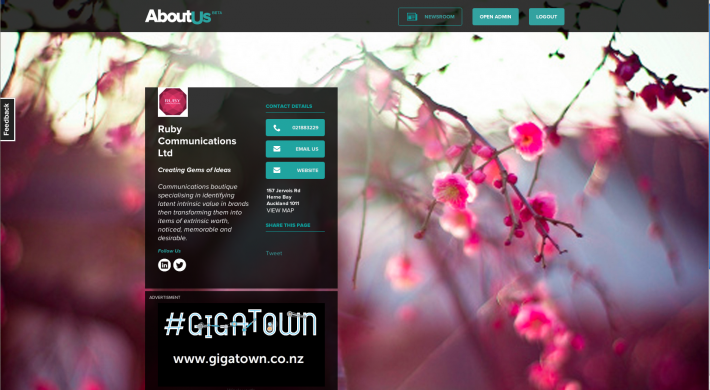 AboutUs BETA
NEWSROOM
OPEN ADMIN
LOGOUT
Feedback
RUBY
Ruby
Communications
Ltd
Creating Gems of Ideas
Communications boutique
specialising in identifying
latent intrinsic value in brands
then transforming them into
items of extrinsic worth,
noticed, memorable and
desirable.
Follow Us
CONTACT DETAILS
021883229
EMAIL US
WEBSITE
157 Jervois Rd
Herne Bay
Auckland 1011
VIEW MAP
SHARE THIS PAGE
Tweet
ADVERTISMENT
#GIGATOWN
www.gigatown.co.nz